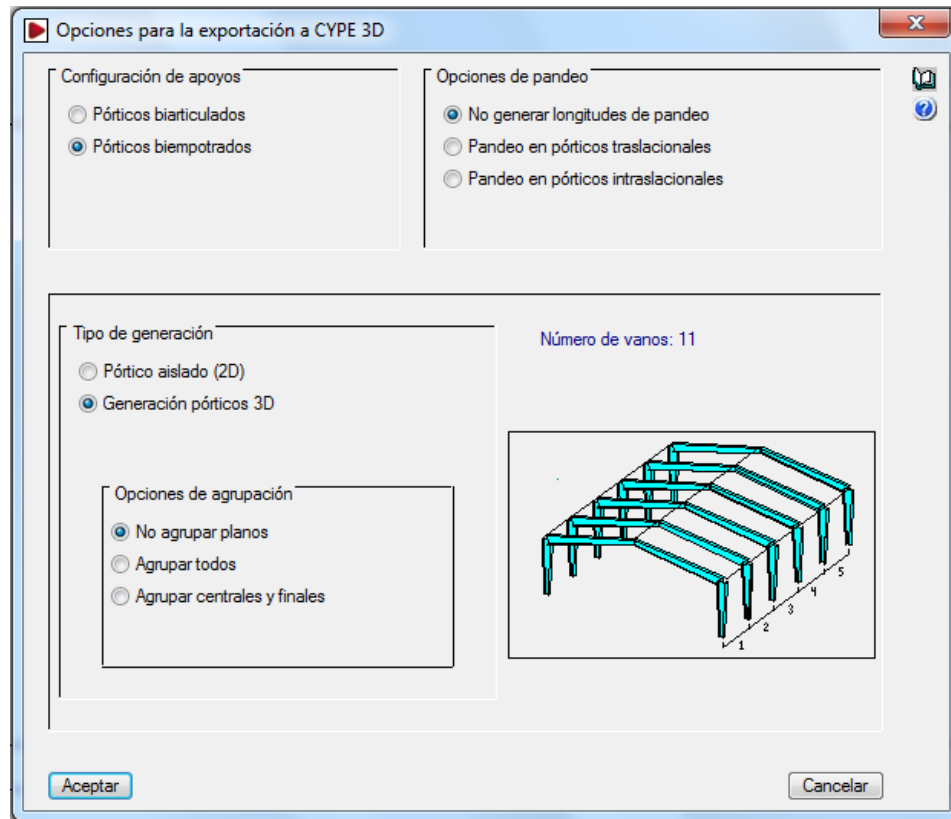 Opciones para la exportación a CYPE 3D
Configuración de apoyos
Pórticos biarticulados
Pórticos biempotrados
Opciones de pandeo
No generar longitudes de pandeo
Pandeo en pórticos traslacionales
Pandeo en pórticos intraslacionales
Tipo de generación
Pórtico aislado (2D)
Generación pórticos 3D
Opciones de agrupación
No agrupar planos
Agrupar todos
Agrupar centrales y finales
Número de vanos: 11
1
2
3
4
5
Aceptar
Cancelar